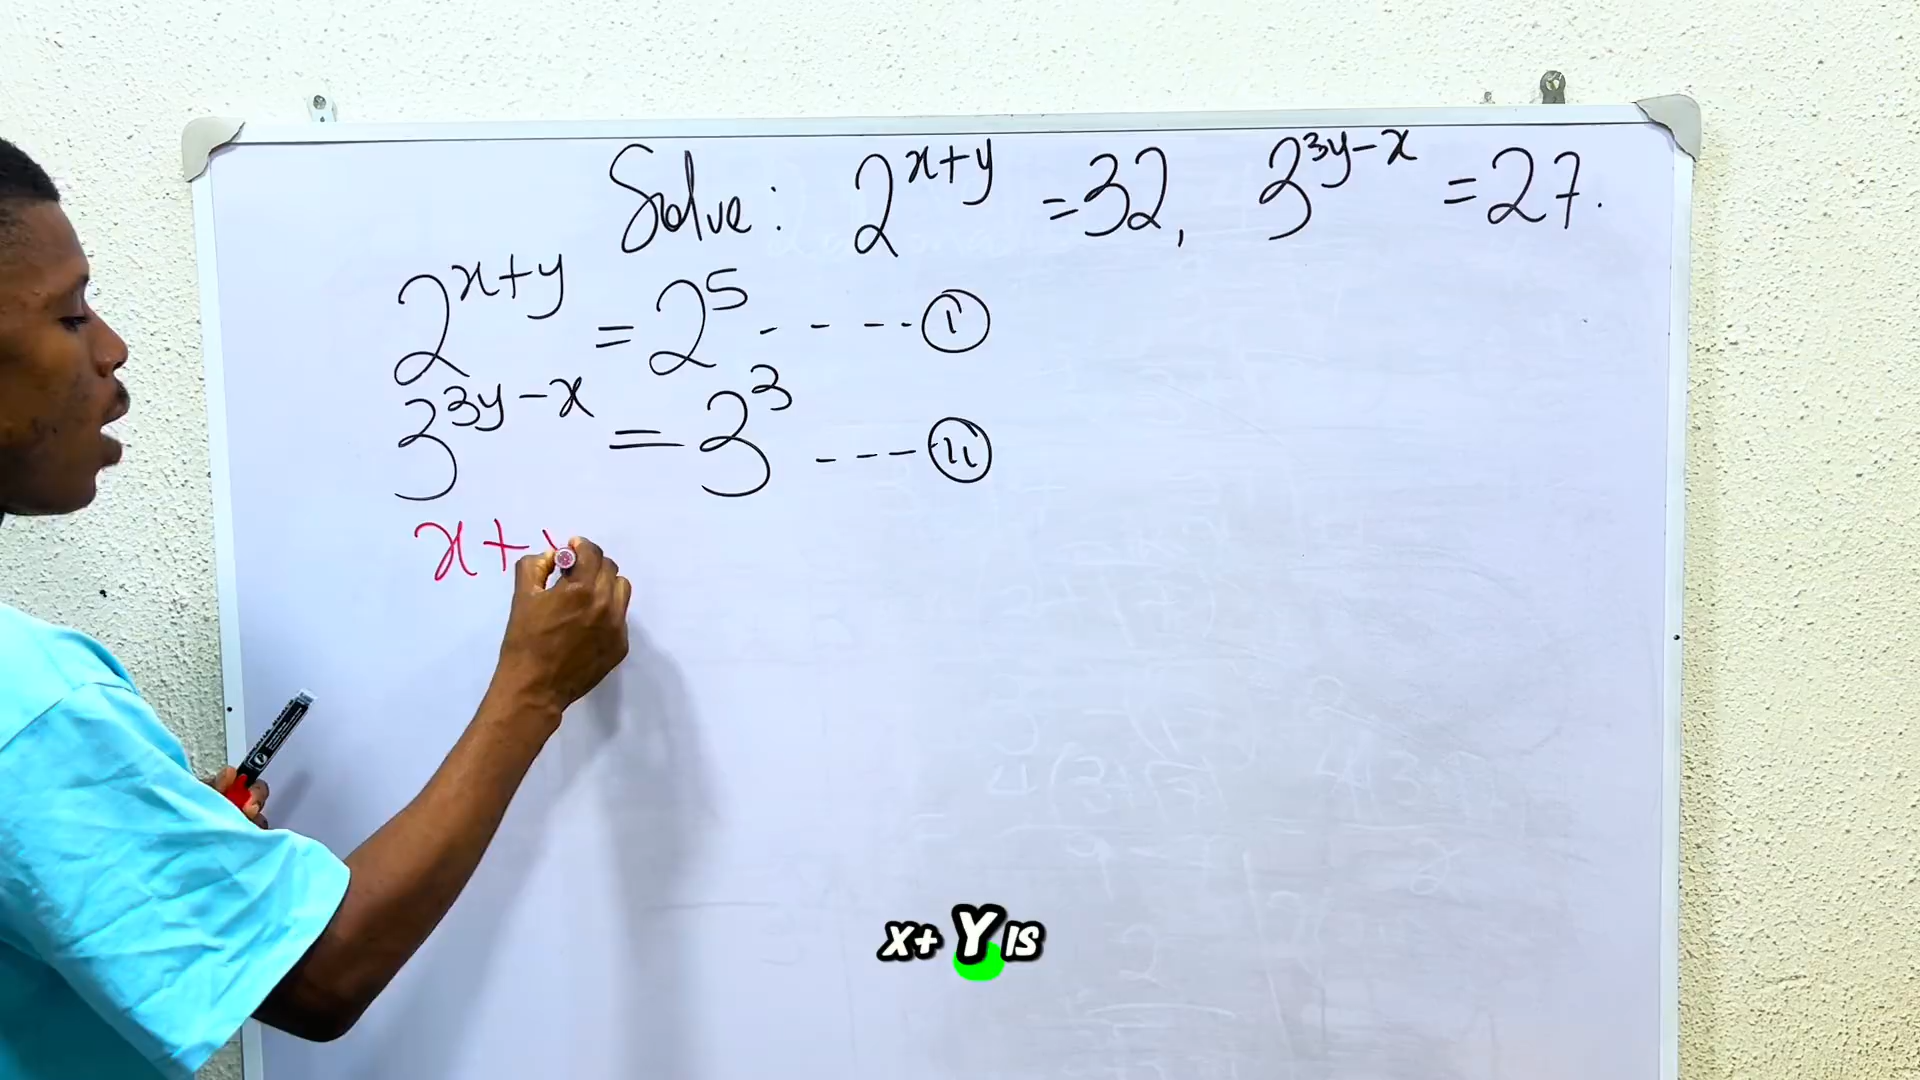 Solve: 2^{x+y} = 32, 3^{3y-x} = 27.
2^{x+y} = 2^5 ---- (i)
3^{3y-x} = 3^3 ---- (ii)
x+
X+ Y IS